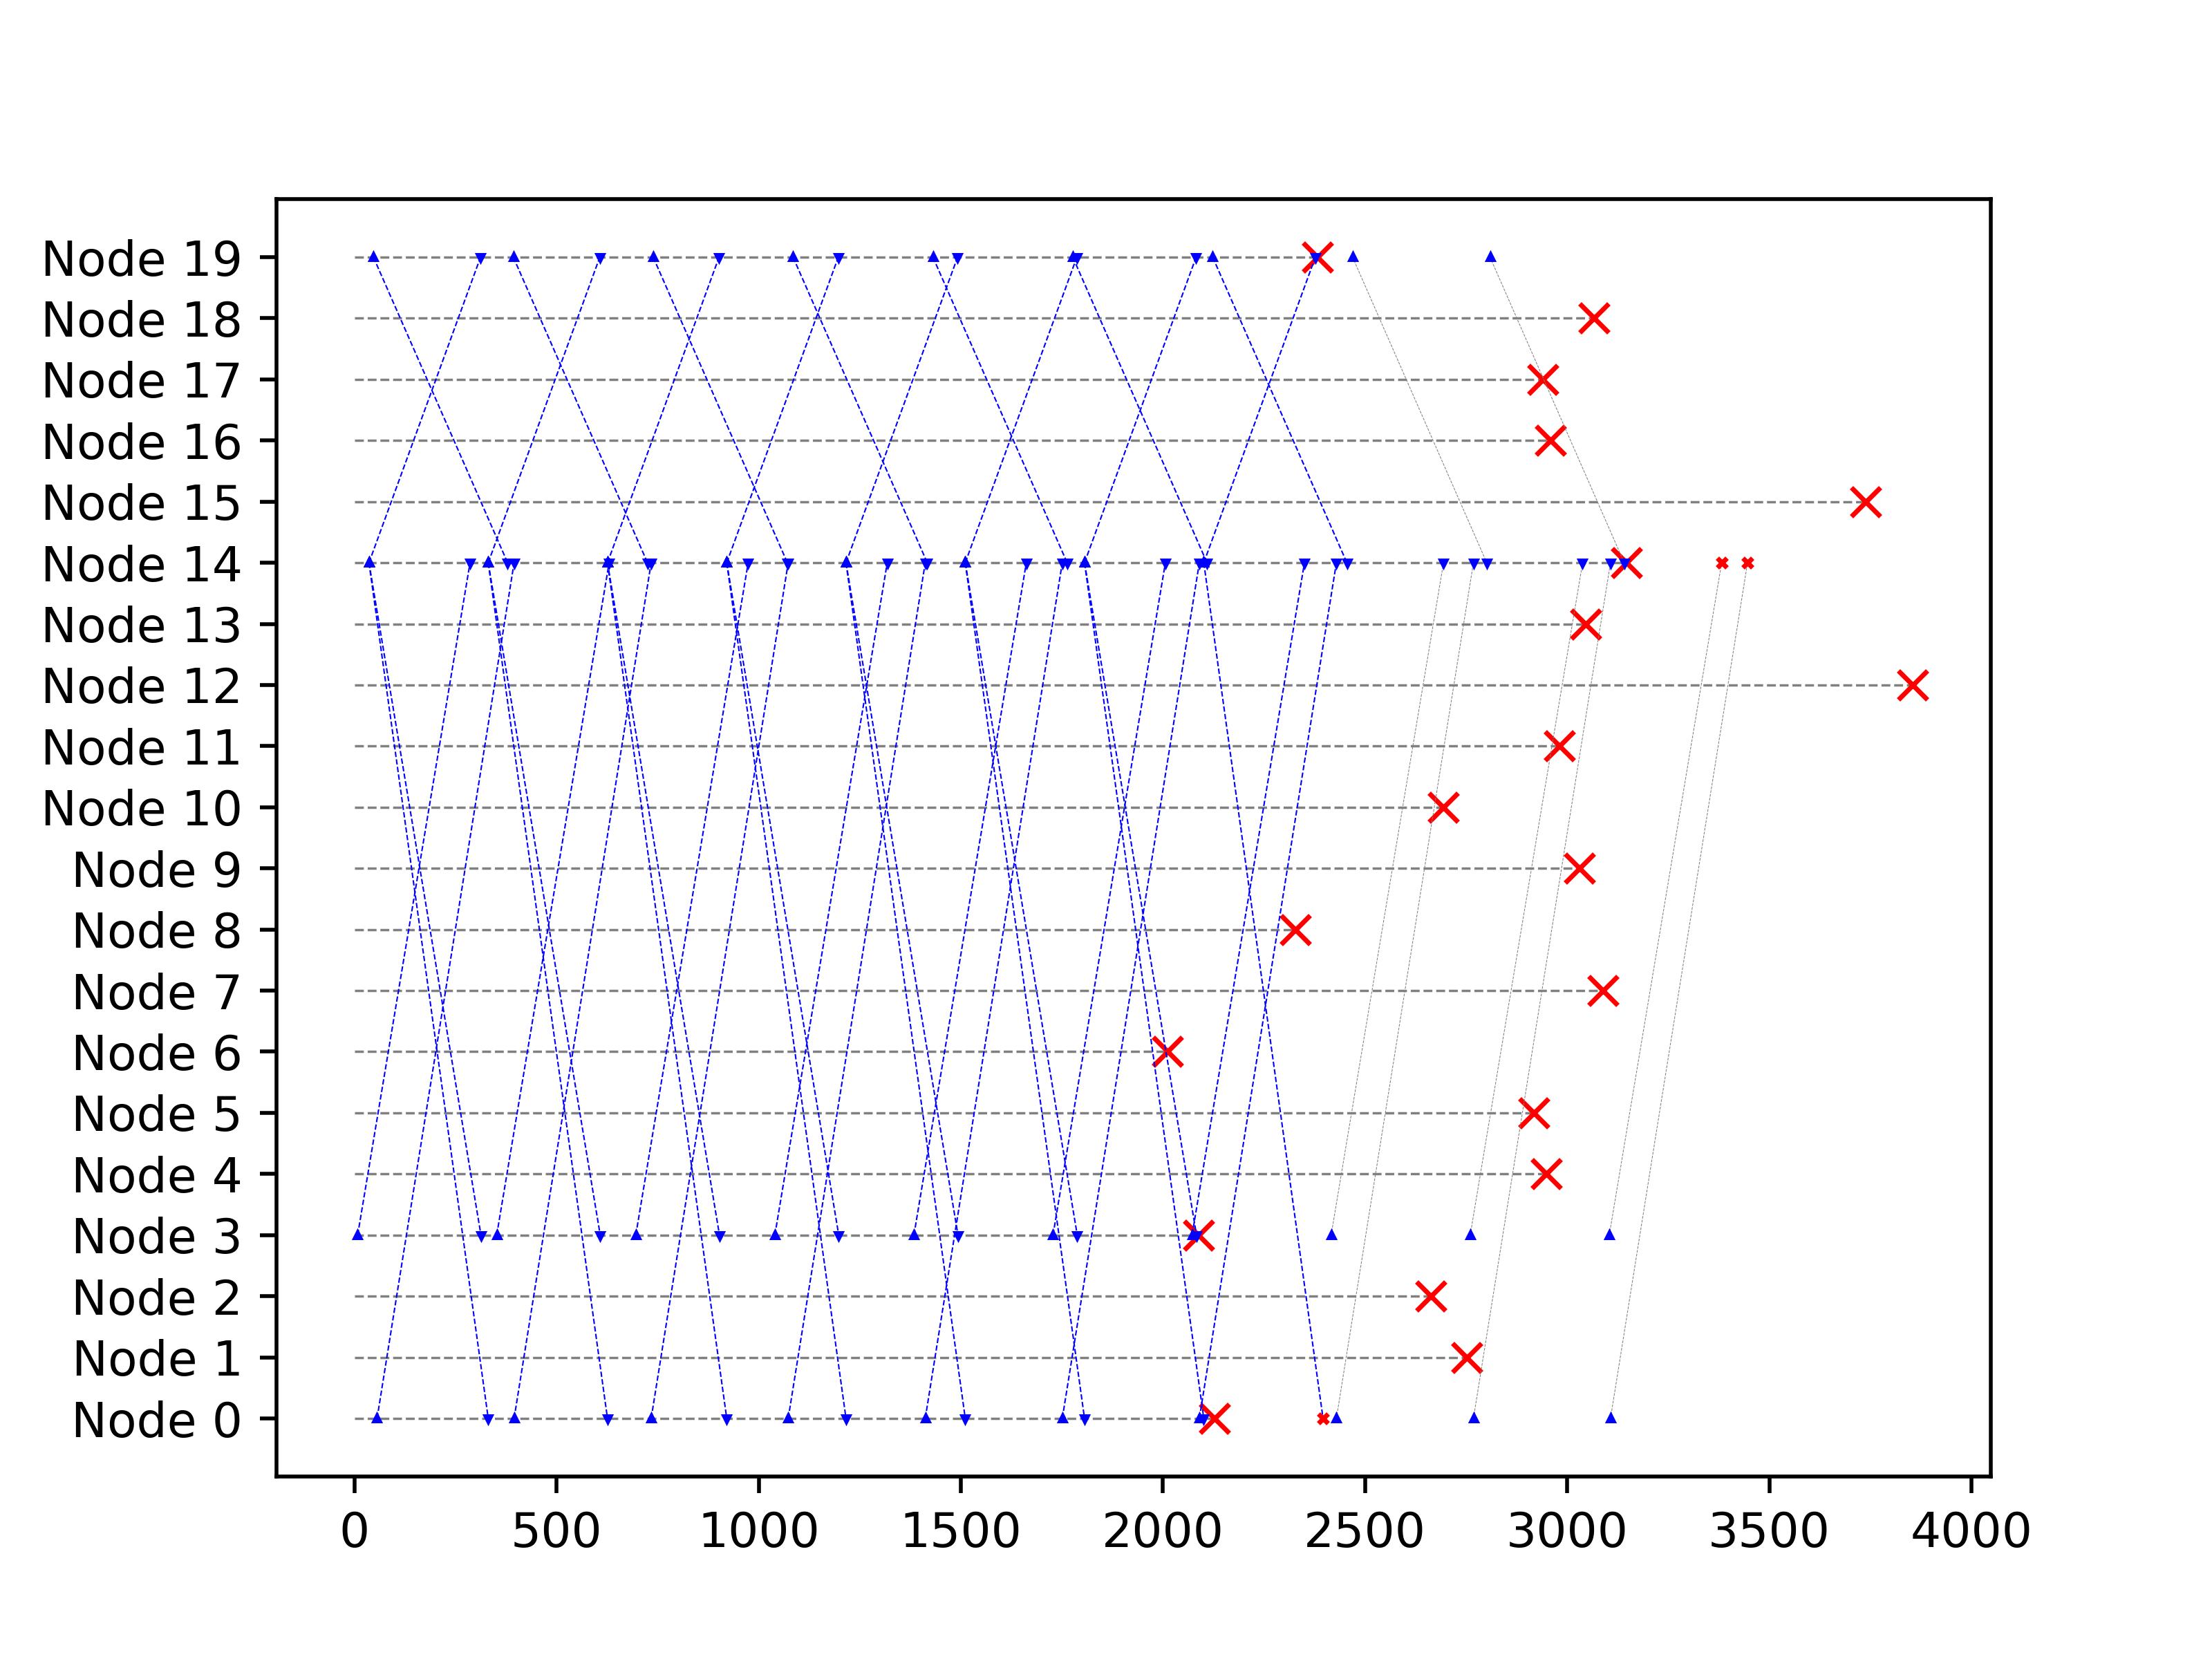 Node 19
Node 18
Node 17
Node 16
Node 15
Node 14
Node 13
Node 12
Node 11
Node 10
Node 9
Node 8
Node 7
Node 6
Node 5
Node 4
Node 3
Node 2
Node 1
Node 0
0 500 1000 1500 2000 2500 3000 3500 4000